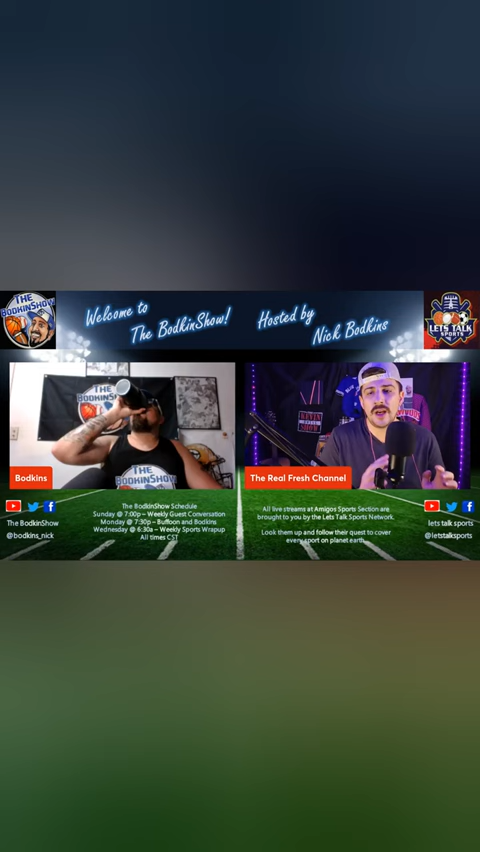 THE
BODKINSHOW
Welcome to
The BodkinShow!
Hosted by
Nick Bodkins
LETS TALK
SPORTS
THE
BODKINSHOW
THE
BODKINSHOW
Bodkins
The Real Fresh Channel
The BodkinShow
@bodkins_nick
The BodkinShow Schedule
Sunday @ 7:00p – Weekly Guest Conversation
Monday @ 7:30p – Buffoon and Bodkins
Wednesday @ 6:30a – Weekly Sports Wrapup
All times CST
All live streams at Amigos Sports Section are
brought to you by the Lets Talk Sports Network.
Look them up and follow their quest to cover
every sport on planet earth.
lets talk sports
@letstalksports